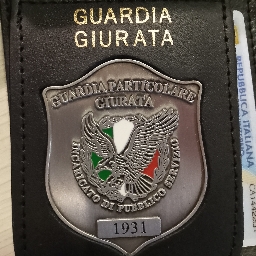 GUARDIA
GIURATA
GUARDIA PARTICOLARE
GIURATA
INCARICATO DI PUBBLICO SERVIZIO
1931
REPUBBLICA ITALIANA